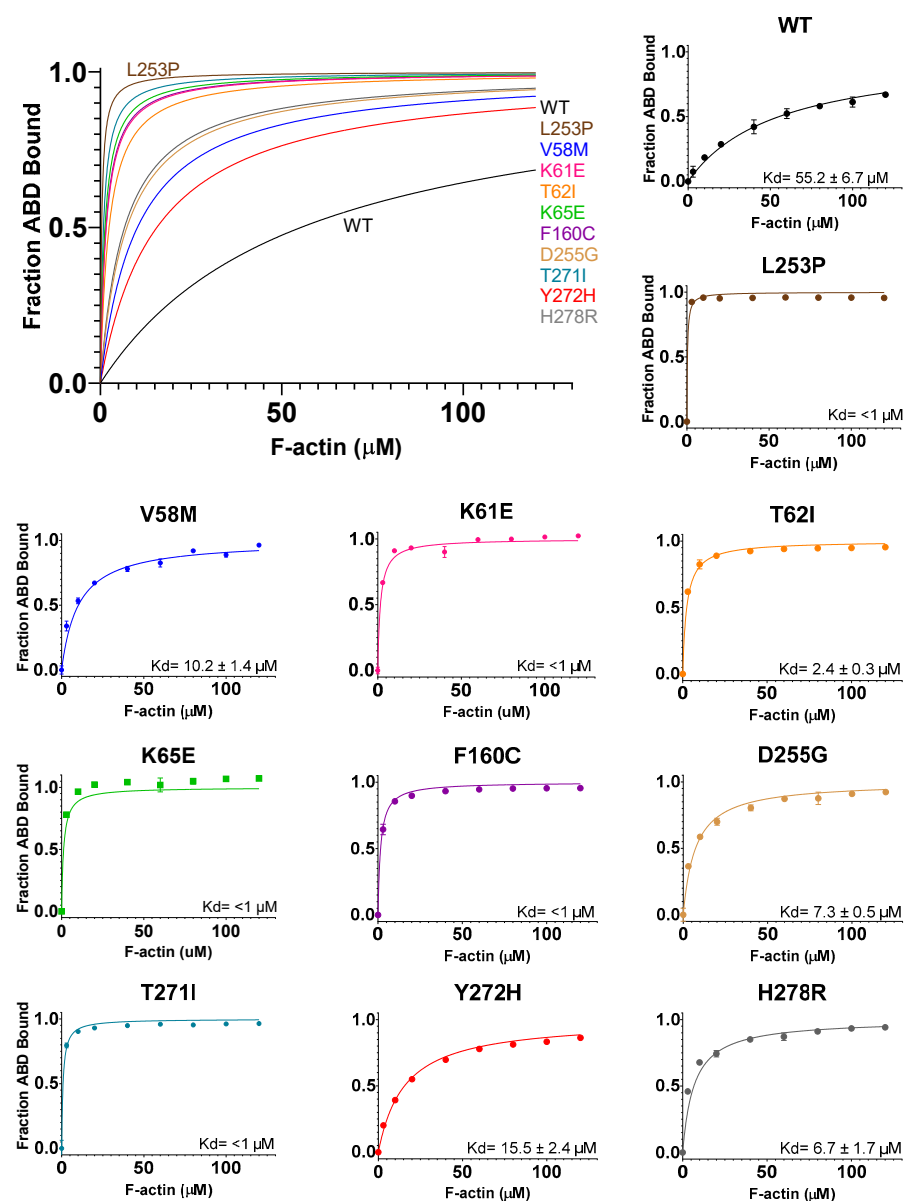 L253P
1.0
0.5
0.0
Fraction ABD Bound
WT
WT
L253P
V58M
K61E
T62I
K65E
F160C
D255G
T271I
Y272H
H278R
0
50
100
F-actin (μM)
WT
Fraction ABD Bound
1.0
0.5
0.0
Kd= 55.2 ± 6.7 μM
0
50
100
F-actin (μM)
L253P
Fraction ABD Bound
1.0
0.5
0.0
Kd= <1 μM
0
50
100
F-actin (μM)
V58M
Fraction ABD Bound
1.0
0.5
0.0
Kd= 10.2 ± 1.4 μM
0
50
100
F-actin (μM)
K61E
1.0
0.5
0.0
Kd= <1 μM
0
50
100
F-actin (uM)
T62I
1.0
0.5
0.0
Kd= 2.4 ± 0.3 μM
0
50
100
F-actin (μM)
K65E
Fraction ABD Bound
1.0
0.5
0.0
Kd= <1 μM
0
50
100
F-actin (uM)
F160C
1.0
0.5
0.0
Kd= <1 μM
0
50
100
F-actin (μM)
D255G
1.0
0.5
0.0
Kd= 7.3 ± 0.5 μM
0
50
100
F-actin (μM)
T271I
Fraction ABD Bound
1.0
0.5
0.0
Kd= <1 μM
0
50
100
F-actin (μM)
Y272H
1.0
0.5
0.0
Kd= 15.5 ± 2.4 μM
0
50
100
F-actin (μM)
H278R
1.0
0.5
0.0
Kd= 6.7 ± 1.7 μM
0
50
100
F-actin (μM)